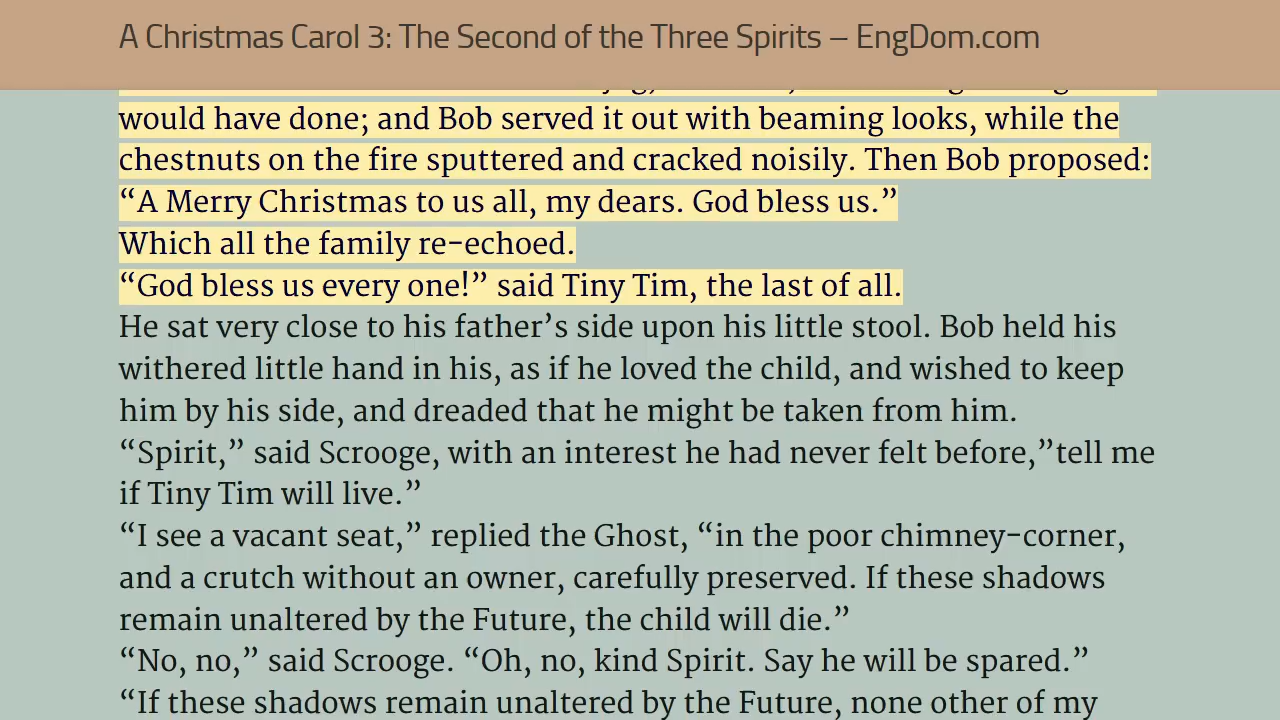 A Christmas Carol 3: The Second of the Three Spirits – EngDom.com
would have done; and Bob served it out with beaming looks, while the
chestnuts on the fire sputtered and cracked noisily. Then Bob proposed:
“A Merry Christmas to us all, my dears. God bless us.”
Which all the family re-echoed.
“God bless us every one!” said Tiny Tim, the last of all.
He sat very close to his father’s side upon his little stool. Bob held his
withered little hand in his, as if he loved the child, and wished to keep
him by his side, and dreaded that he might be taken from him.
“Spirit,” said Scrooge, with an interest he had never felt before,”tell me
if Tiny Tim will live.”
“I see a vacant seat,” replied the Ghost, “in the poor chimney-corner,
and a crutch without an owner, carefully preserved. If these shadows
remain unaltered by the Future, the child will die.”
“No, no,” said Scrooge. “Oh, no, kind Spirit. Say he will be spared.”
“If these shadows remain unaltered by the Future, none other of my